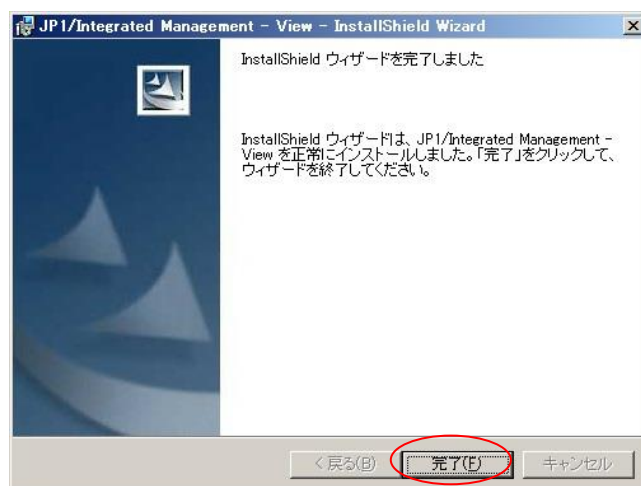 JP1/Integrated Management - View - InstallShield Wizard
InstallShield ウィザードを完了しました
InstallShield ウィザードは、JP1/Integrated Management -
View を正常にインストールしました。「完了」をクリックして、
ウィザードを終了してください。
< 戻る(B)
完了(F)
キャンセル